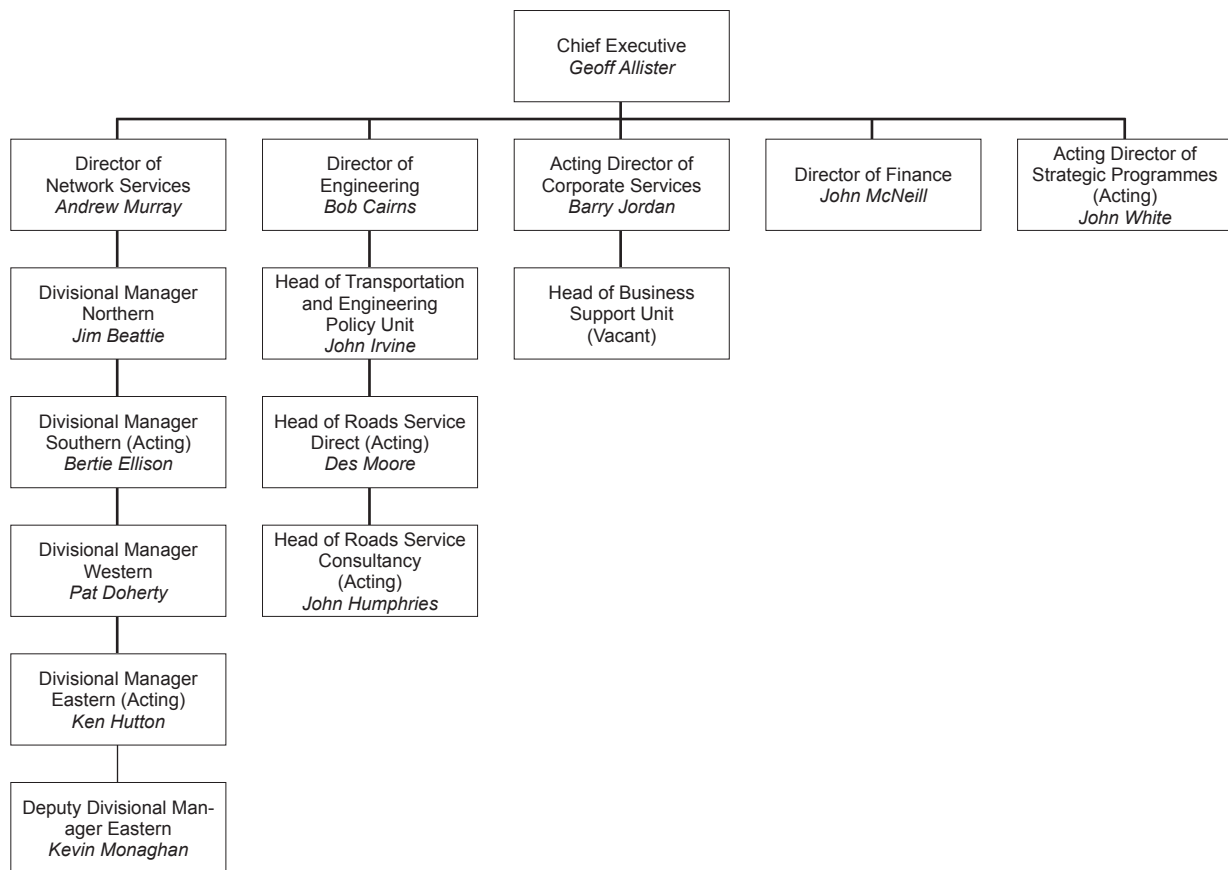 Chief Executive
Geoff Allister
Director of
Network Services
Andrew Murray
Director of
Engineering
Bob Cairns
Acting Director of
Corporate Services
Barry Jordan
Director of Finance
John McNeill
Acting Director of
Strategic Programmes
(Acting)
John White
Divisional Manager
Northern
Jim Beattie
Head of Transportation
and Engineering
Policy Unit
John Irvine
Head of Business
Support Unit
(Vacant)
Divisional Manager
Southern (Acting)
Bertie Ellison
Head of Roads Service
Direct (Acting)
Des Moore
Divisional Manager
Western
Pat Doherty
Head of Roads Service
Consultancy
(Acting)
John Humphries
Divisional Manager
Eastern (Acting)
Ken Hutton
Deputy Divisional Man-
ager Eastern
Kevin Monaghan